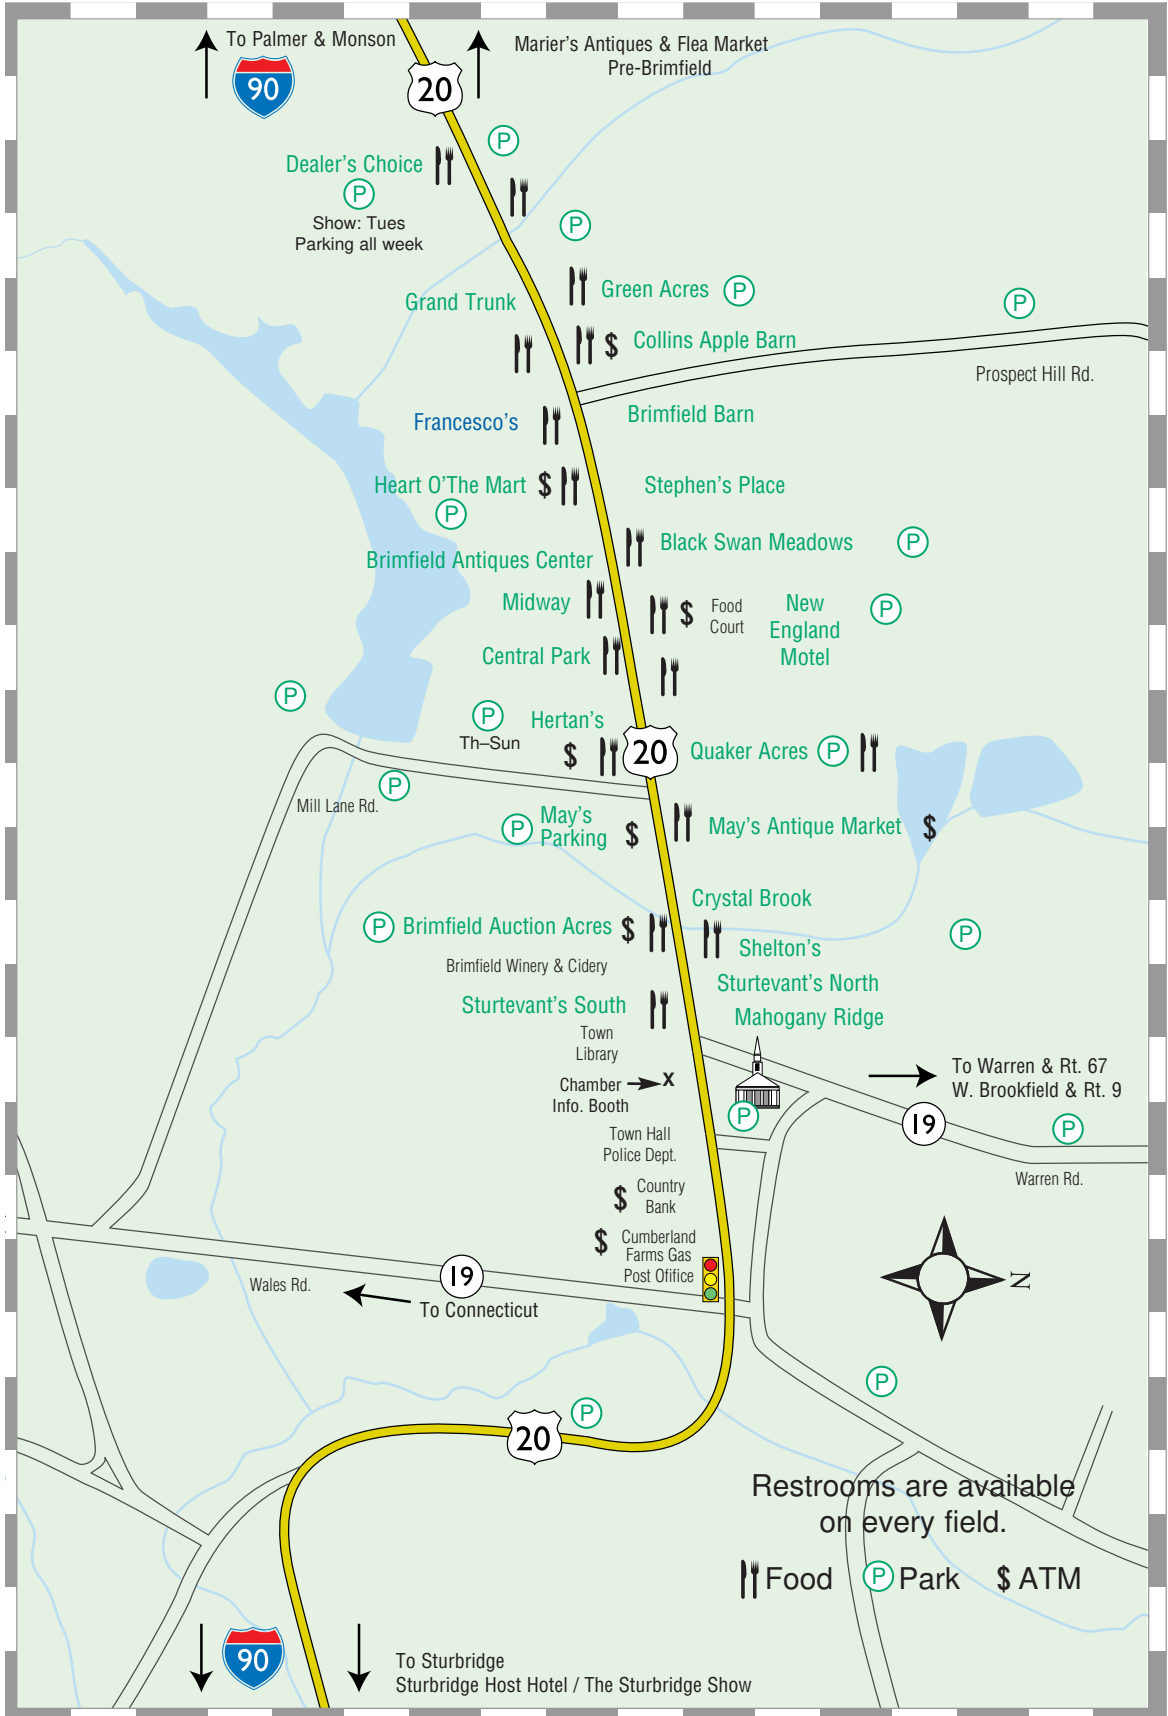 To Palmer & Monson
90
20
Marier's Antiques & Flea Market
Pre-Brimfield
P
Dealer's Choice
P
Show: Tues
Parking all week
P
Green Acres P
Grand Trunk
P
$ Collins Apple Barn
Prospect Hill Rd.
Brimfield Barn
Francesco's
Heart O'The Mart $
P
Stephen's Place
Black Swan Meadows P
Brimfield Antiques Center
Midway
$ Food
Court
New
England
Motel
P
Central Park
P
P
Th–Sun
Hertan's
$
20
Quaker Acres P
Mill Lane Rd.
P
P May's
Parking $
May's Antique Market $
Crystal Brook
P Brimfield Auction Acres $
Shelton's
P
Brimfield Winery & Cidery
Sturtevant's North
Sturtevant's South
Mahogany Ridge
Town
Library
To Warren & Rt. 67
W. Brookfield & Rt. 9
Chamber
Info. Booth
X
P
19
P
Town Hall
Police Dept.
Warren Rd.
$ Country
Bank
$ Cumberland
Farms Gas
Post Ofifice
19
Wales Rd.
To Connecticut
N
P
P
20
Restrooms are available
on every field.
Food P Park $ ATM
90
To Sturbridge
Sturbridge Host Hotel / The Sturbridge Show